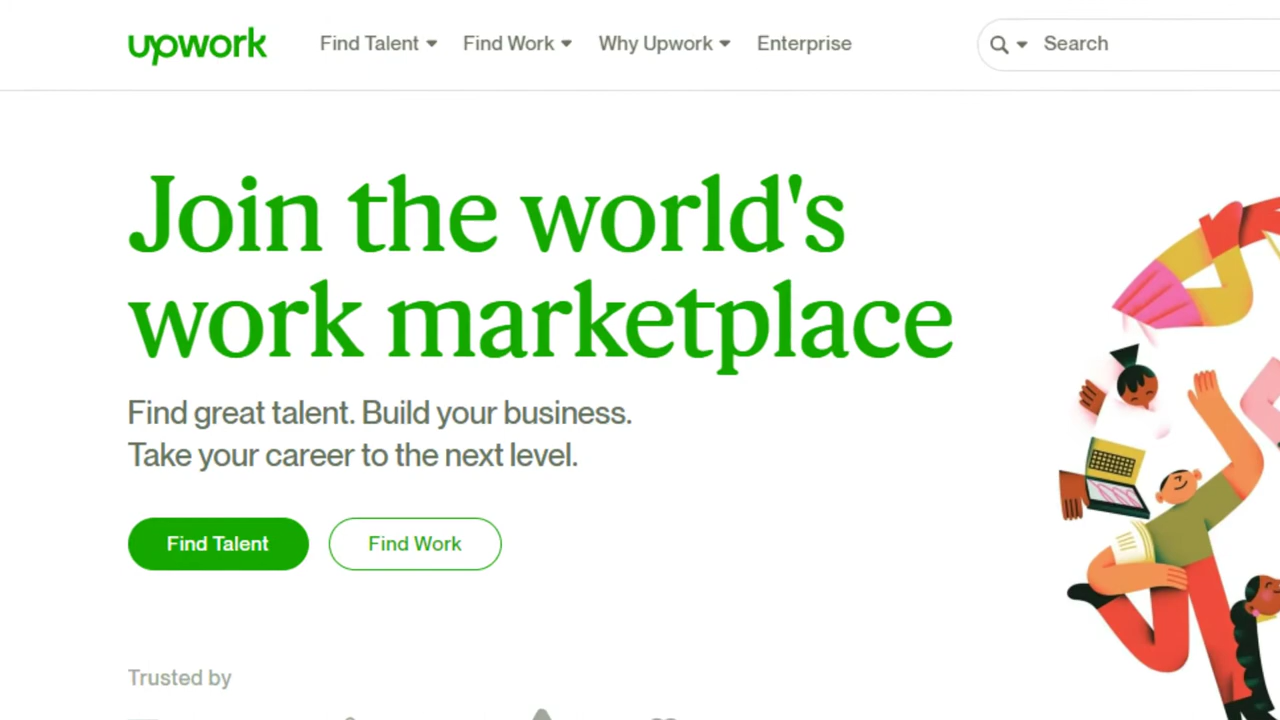 upwork Find Talent Find Work Why Upwork Enterprise Search
Join the world's
work marketplace
Find great talent. Build your business.
Take your career to the next level.
Find Talent Find Work
Trusted by